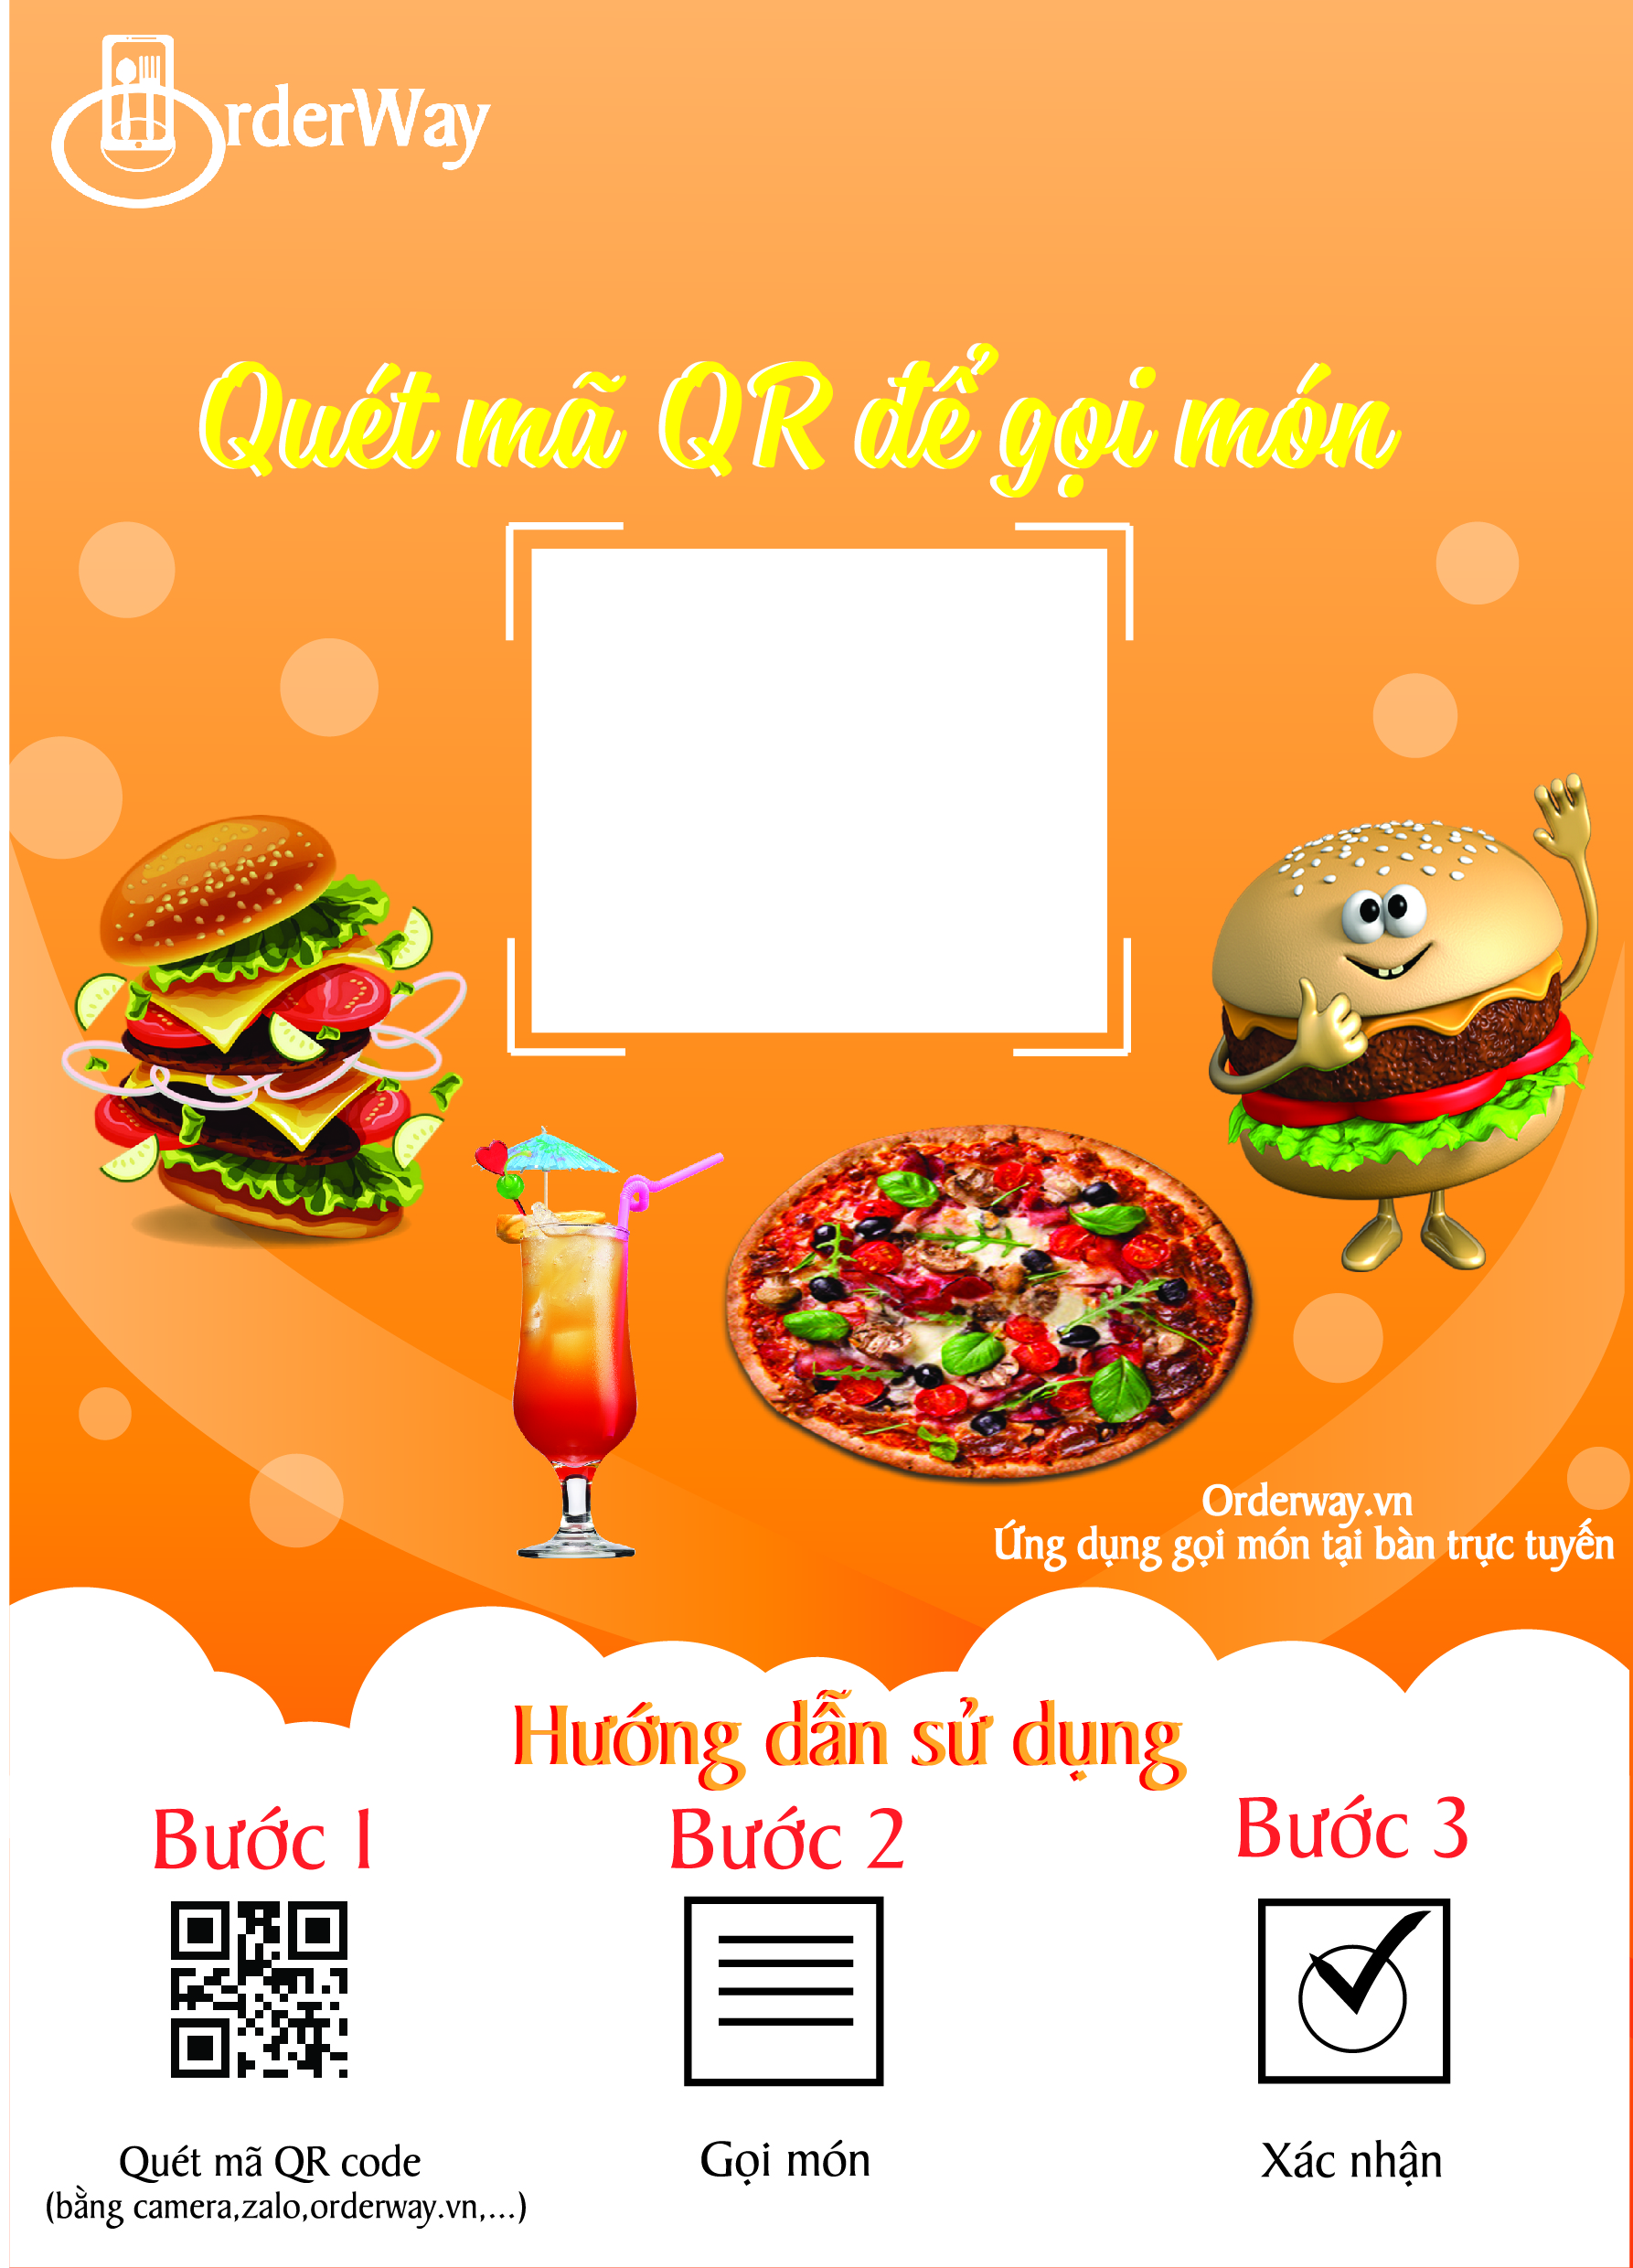 OrderWay
Quét mã QR để gọi món
Orderway.vn
Ứng dụng gọi món tại bàn trực tuyến
Hướng dẫn sử dụng
Bước 1
Bước 2
Bước 3
Quét mã QR code
(bằng camera,zalo,orderway.vn,...)
Gọi món
Xác nhận